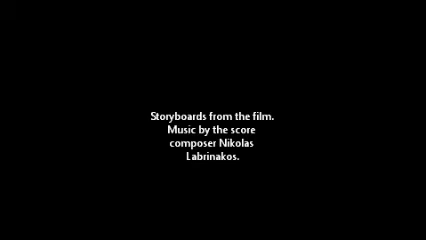 Storyboards from the film.
Music by the score
composer Nikolas
Labrinakos.